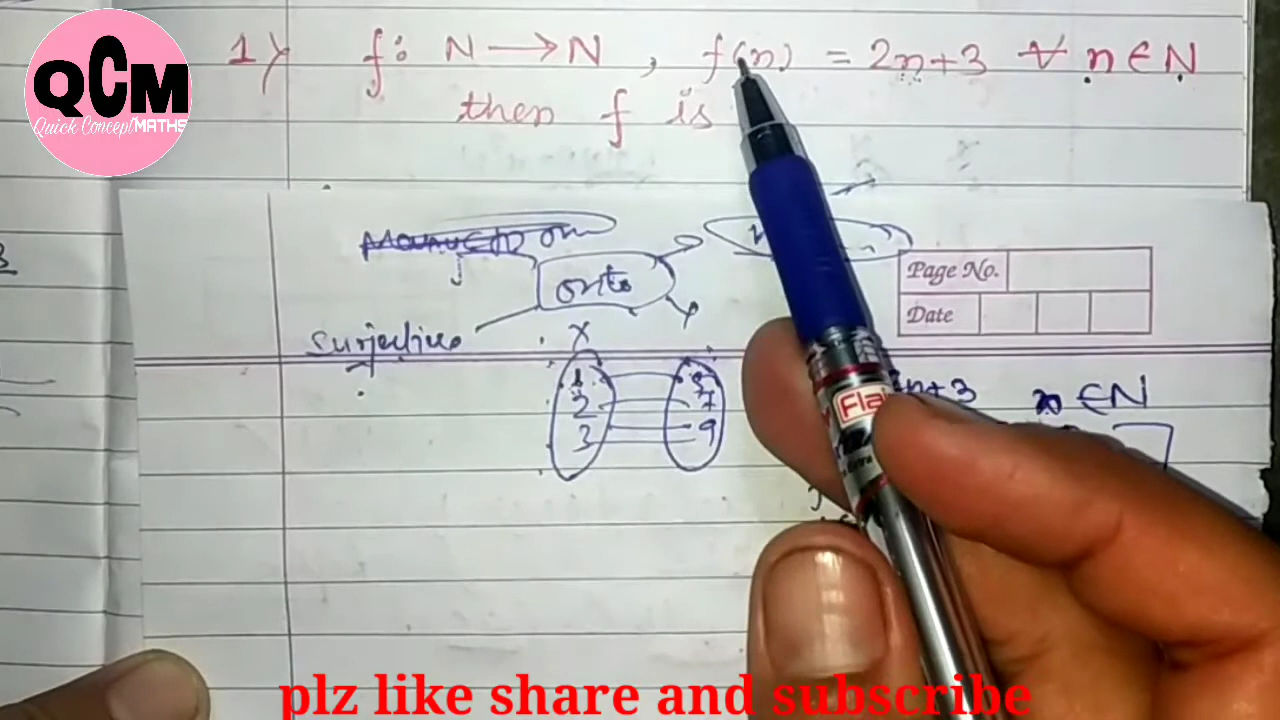 QCM
Quick Concept MATHS
1) f: N → N , f(n) = 2n+3 ∀ n ∈ N
then f is
onto
Page No.
Date
surjective
x
1 5
2 7
3 9
2n+3 n ∈ N
Flai
plz like share and subscribe